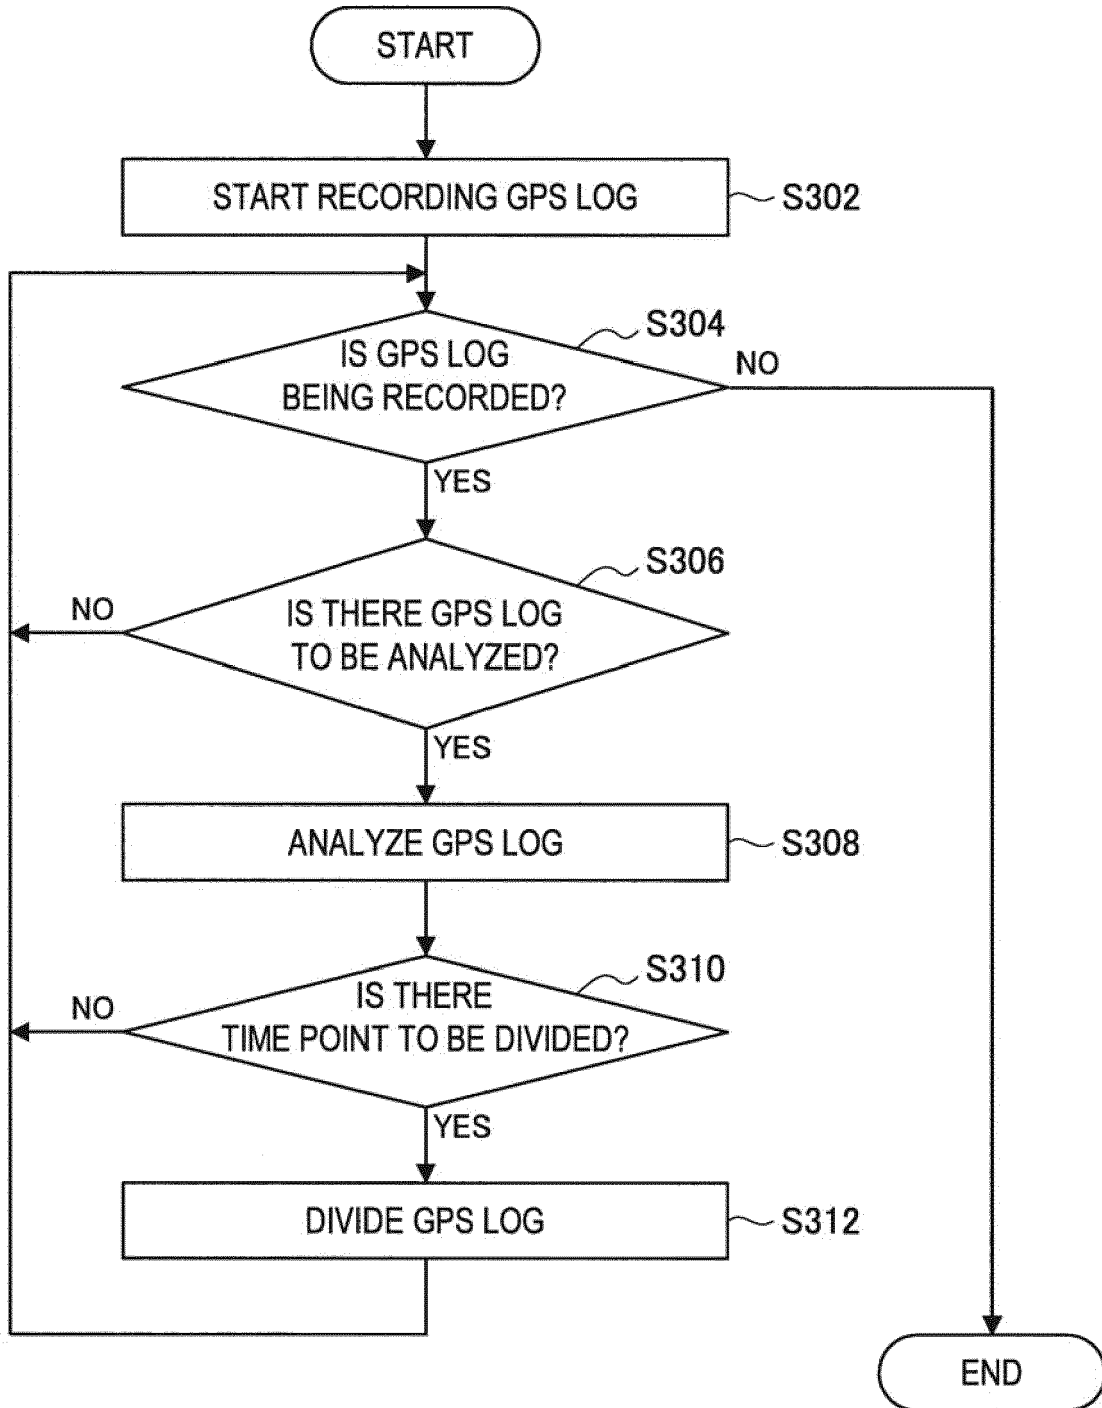 START
START RECORDING GPS LOG
S302
S304
IS GPS LOG
BEING RECORDED?
NO
YES
S306
IS THERE GPS LOG
TO BE ANALYZED?
NO
YES
ANALYZE GPS LOG
S308
S310
IS THERE
TIME POINT TO BE DIVIDED?
NO
YES
DIVIDE GPS LOG
S312
END